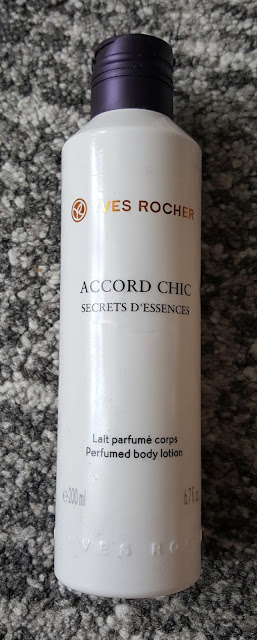 YVES ROCHER
ACCORD CHIC
SECRETS D'ESSENCES
Lait parfumé corps
Perfumed body lotion
e 200 ml 6.7 fl.oz
YVES RO